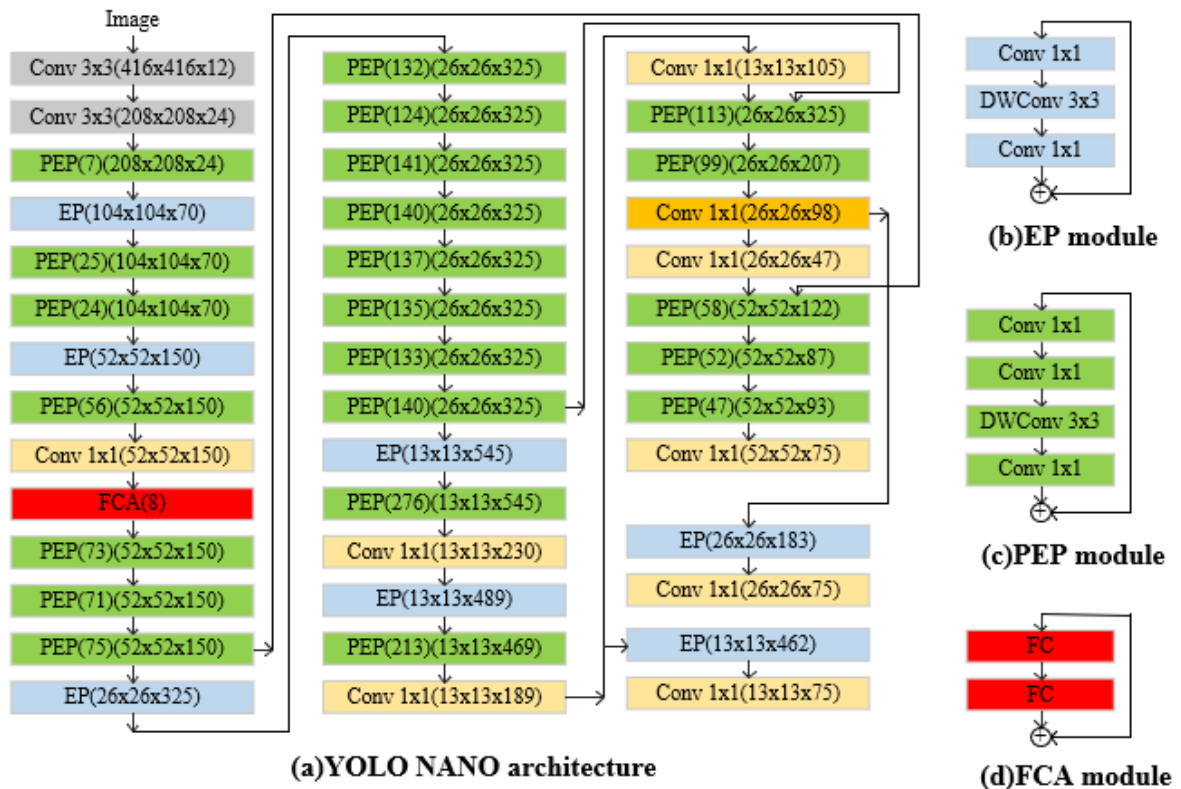 Image
Conv 3x3(416x416x12)
Conv 3x3(208x208x24)
PEP(7)(208x208x24)
EP(104x104x70)
PEP(25)(104x104x70)
PEP(24)(104x104x70)
EP(52x52x150)
PEP(56)(52x52x150)
Conv 1x1(52x52x150)
FCA(8)
PEP(73)(52x52x150)
PEP(71)(52x52x150)
PEP(75)(52x52x150)
EP(26x26x325)
PEP(132)(26x26x325)
PEP(124)(26x26x325)
PEP(141)(26x26x325)
PEP(140)(26x26x325)
PEP(137)(26x26x325)
PEP(135)(26x26x325)
PEP(133)(26x26x325)
PEP(140)(26x26x325)
EP(13x13x545)
PEP(276)(13x13x545)
Conv 1x1(13x13x230)
EP(13x13x489)
PEP(213)(13x13x469)
Conv 1x1(13x13x189)
Conv 1x1(13x13x105)
PEP(113)(26x26x325)
PEP(99)(26x26x207)
Conv 1x1(26x26x98)
Conv 1x1(26x26x47)
PEP(58)(52x52x122)
PEP(52)(52x52x87)
PEP(47)(52x52x93)
Conv 1x1(52x52x75)
EP(26x26x183)
Conv 1x1(26x26x75)
EP(13x13x462)
Conv 1x1(13x13x75)
(a)YOLO NANO architecture
Conv 1x1
DWConv 3x3
Conv 1x1
(b)EP module
Conv 1x1
Conv 1x1
DWConv 3x3
Conv 1x1
(c)PEP module
FC
FC
(d)FCA module